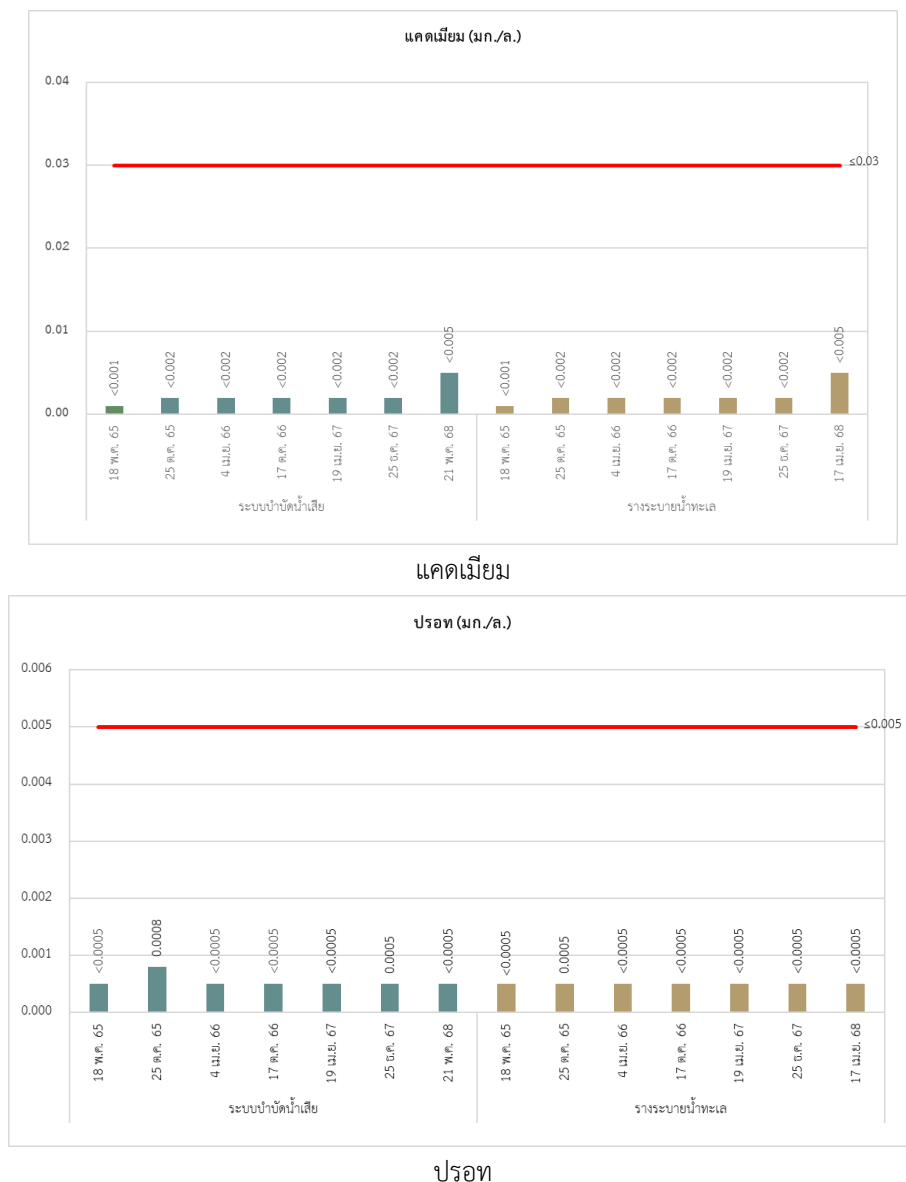 แคดเมียม (มก./ล.)
0.04
0.03
≤0.03
0.02
0.01
0.00
<0.001
<0.002
<0.002
<0.002
<0.002
<0.002
<0.005
<0.001
<0.002
<0.002
<0.002
<0.002
<0.002
<0.005
18 พ.ค. 65
25 ต.ค. 65
4 เม.ย. 66
17 ต.ค. 66
19 เม.ย. 67
25 ธ.ค. 67
21 พ.ค. 68
18 พ.ค. 65
25 ต.ค. 65
4 เม.ย. 66
17 ต.ค. 66
19 เม.ย. 67
25 ธ.ค. 67
17 เม.ย. 68
ระบบบำบัดน้ำเสีย
รางระบายน้ำทะเล
แคดเมียม
ปรอท (มก./ล.)
0.006
0.005
≤0.005
0.004
0.003
0.002
0.001
0.000
<0.0005
0.0008
<0.0005
<0.0005
<0.0005
0.0005
<0.0005
<0.0005
0.0005
<0.0005
<0.0005
<0.0005
<0.0005
<0.0005
18 พ.ค. 65
25 ต.ค. 65
4 เม.ย. 66
17 ต.ค. 66
19 เม.ย. 67
25 ธ.ค. 67
21 พ.ค. 68
18 พ.ค. 65
25 ต.ค. 65
4 เม.ย. 66
17 ต.ค. 66
19 เม.ย. 67
25 ธ.ค. 67
17 เม.ย. 68
ระบบบำบัดน้ำเสีย
รางระบายน้ำทะเล
ปรอท